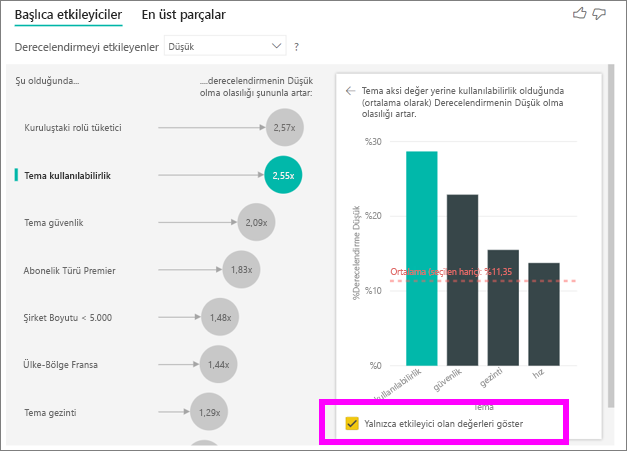 Başlıca etkileyiciler
En üst parçalar
Derecelendirmeyi etkileyenler
Düşük
?
Şu olduğunda...
....derecelendirmenin Düşük
olma olasılığı şununla artar:
Kuruluştaki rolü tüketici
2,57x
Tema kullanılabilirlik
2,55x
Tema güvenlik
2,09x
Abonelik Türü Premier
1,83x
Şirket Boyutu < 5.000
1,48x
Ülke-Bölge Fransa
1,44x
Tema gezinti
1,29x
Tema aksi değer yerine kullanılabilirlik olduğunda
(ortalama olarak) Derecelendirmenin Düşük olma
olasılığı artar.
%30
%20
%10
%0
%Derecelendirme Düşük
Ortalama (seçilen hariç): %11,35
kullanılabilirlik
güvenlik
gezinti
hız
Tema
Yalnızca etkileyici olan değerleri göster